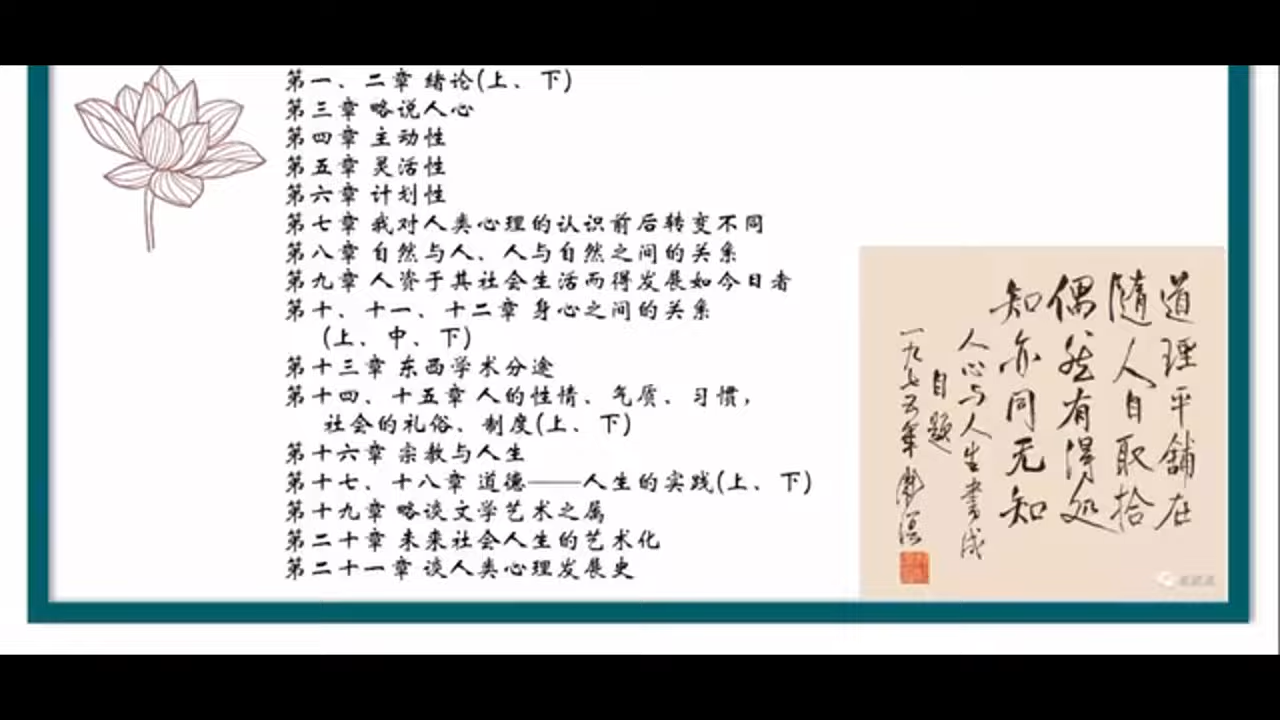 第一、二章 绪论(上、下)
第三章 略说人心
第四章 主动性
第五章 灵活性
第六章 计划性
第七章 我对人类心理的认识前后转变不同
第八章 自然与人、人与自然之间的关系
第九章 人资于其社会生活而得发展如今日者
第十、十一、十二章 身心之间的关系
(上、中、下)
第十三章 东西学术分途
第十四、十五章 人的性情、气质、习惯，
社会的礼俗、制度(上、下)
第十六章 宗教与人生
第十七、十八章 道德——人生的实践(上、下)
第十九章 略谈文学艺术之属
第二十章 未来社会人生的艺术化
第二十一章 谈人类心理发展史
道理平铺在
随人自取拾
偶然有得处
知亦同无知
人心与人生书成
自题
一九七五年 漱溟